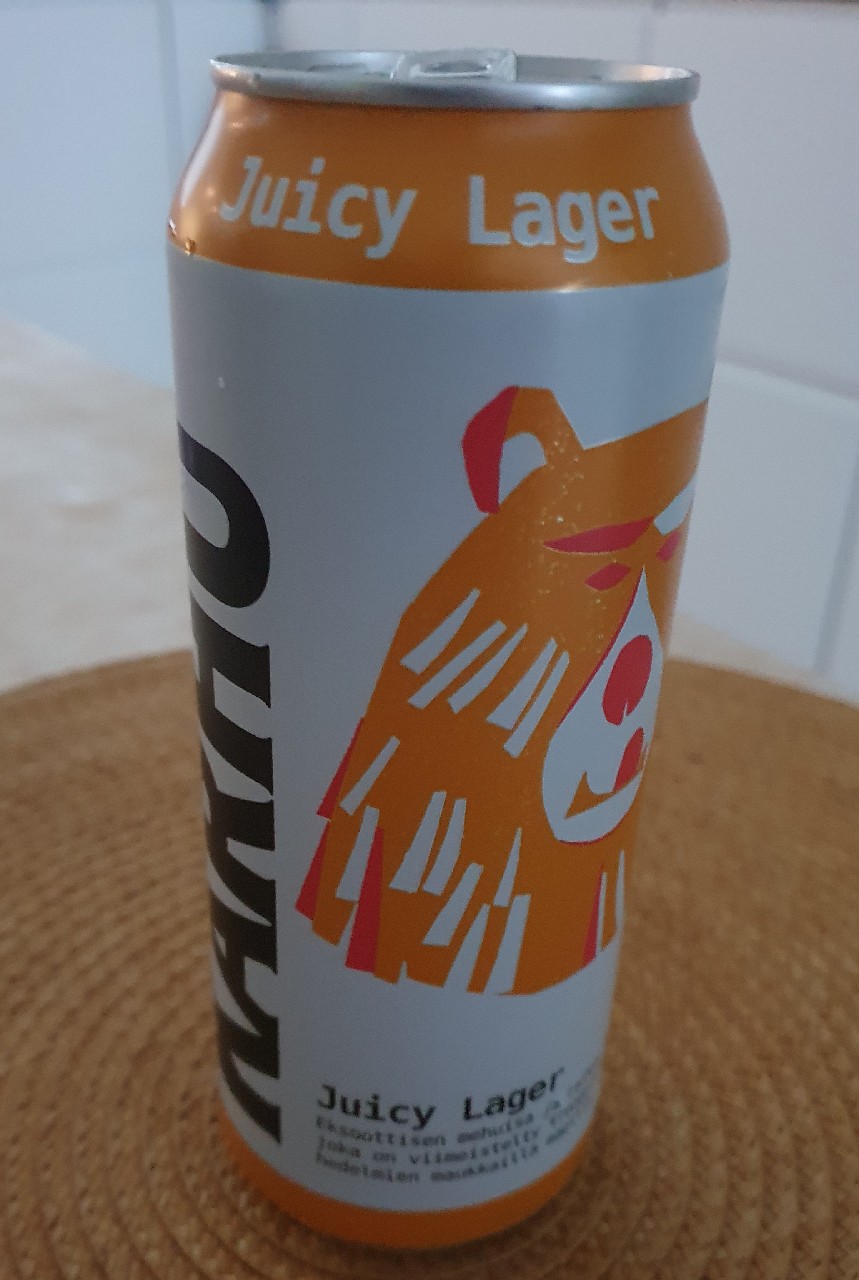 Juicy Lager
KARHU
Juicy Lager
Eksoottisen mehuisa ja
joka on viimeistelty
hedelmien maukkailla